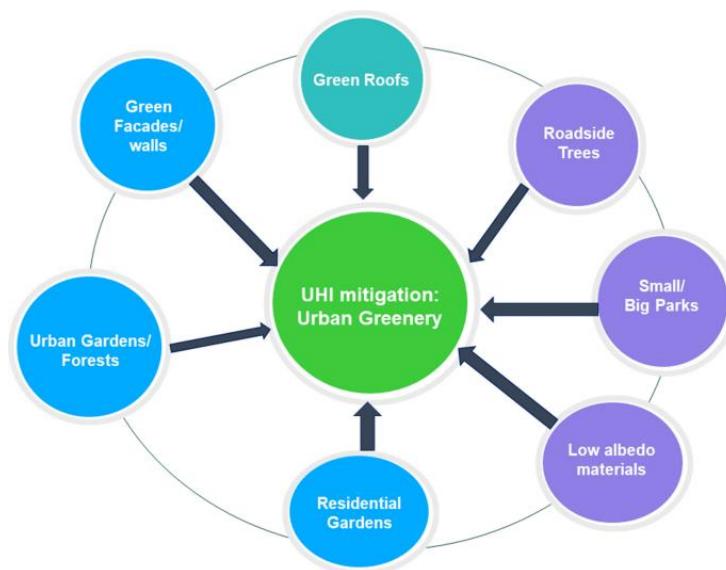 Green Roofs
Roadside
Trees
Small/
Big Parks
Low albedo
materials
Residential
Gardens
Urban Gardens/
Forests
Green
Facades/
walls
UHI mitigation:
Urban Greenery